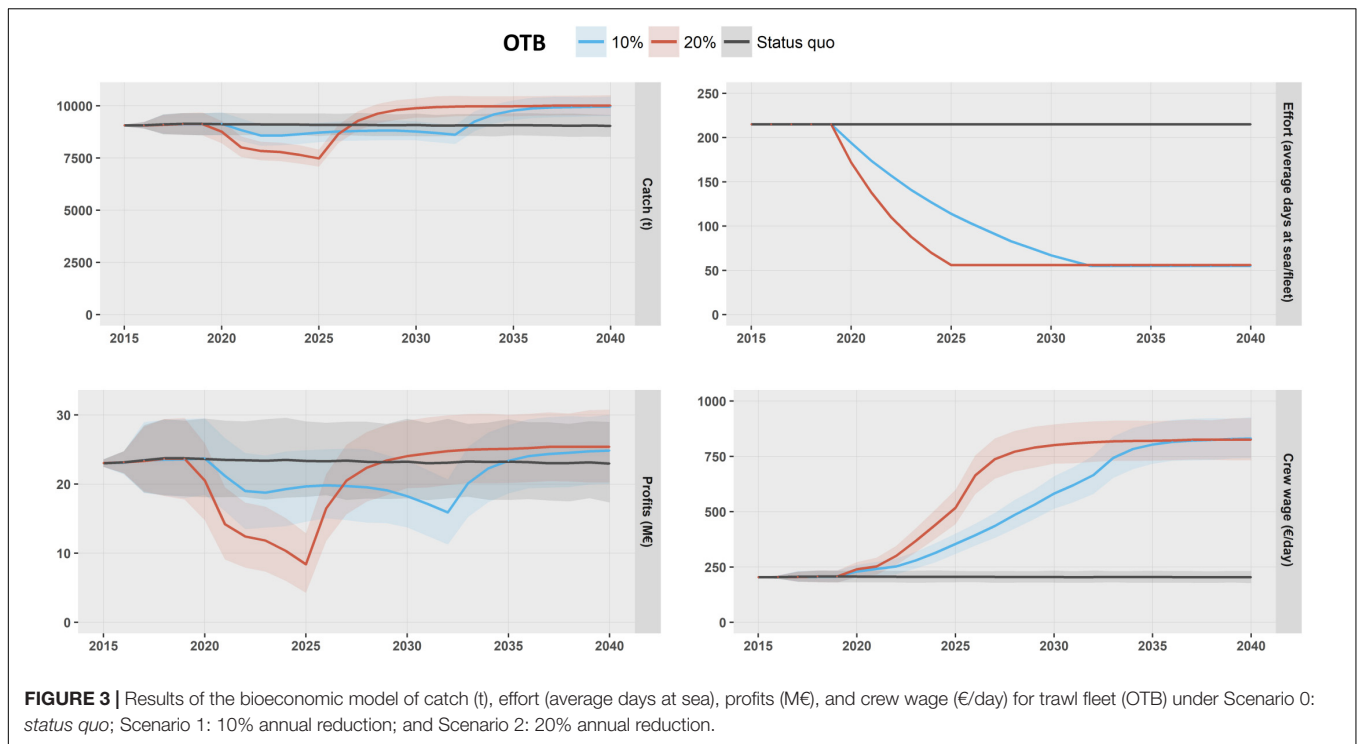 OTB 10% 20% Status quo
10000
7500
5000
2500
0
2015 2020 2025 2030 2035 2040
Catch (t)
250
200
150
100
50
0
2015 2020 2025 2030 2035 2040
Effort (average days at sea/fleet)
30
20
10
0
2015 2020 2025 2030 2035 2040
Profits (M€)
1000
750
500
250
0
2015 2020 2025 2030 2035 2040
Crew wage (€/day)
FIGURE 3 | Results of the bioeconomic model of catch (t), effort (average days at sea), profits (M€), and crew wage (€/day) for trawl fleet (OTB) under Scenario 0:
status quo; Scenario 1: 10% annual reduction; and Scenario 2: 20% annual reduction.